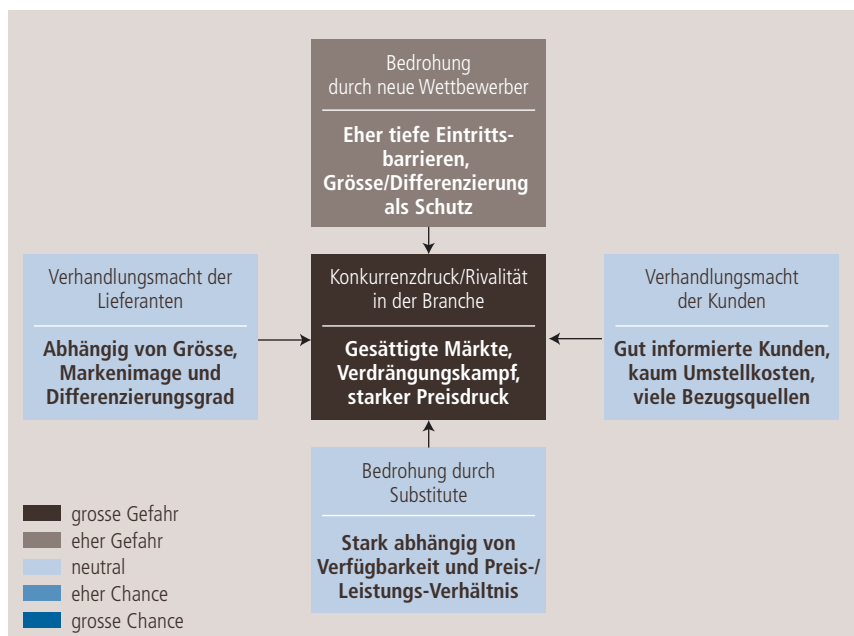 Bedrohung
durch neue Wettbewerber
Eher tiefe Eintritts-
barrieren,
Grösse/Differenzierung
als Schutz
Verhandlungsmacht der
Lieferanten
Abhängig von Grösse,
Markenimage und
Differenzierungsgrad
Konkurrenzdruck/Rivalität
in der Branche
Gesättigte Märkte,
Verdrängungskampf,
starker Preisdruck
Verhandlungsmacht
der Kunden
Gut informierte Kunden,
kaum Umstellkosten,
viele Bezugsquellen
Bedrohung durch
Substitute
Stark abhängig von
Verfügbarkeit und Preis-/
Leistungs-Verhältnis
grosse Gefahr
eher Gefahr
neutral
eher Chance
grosse Chance